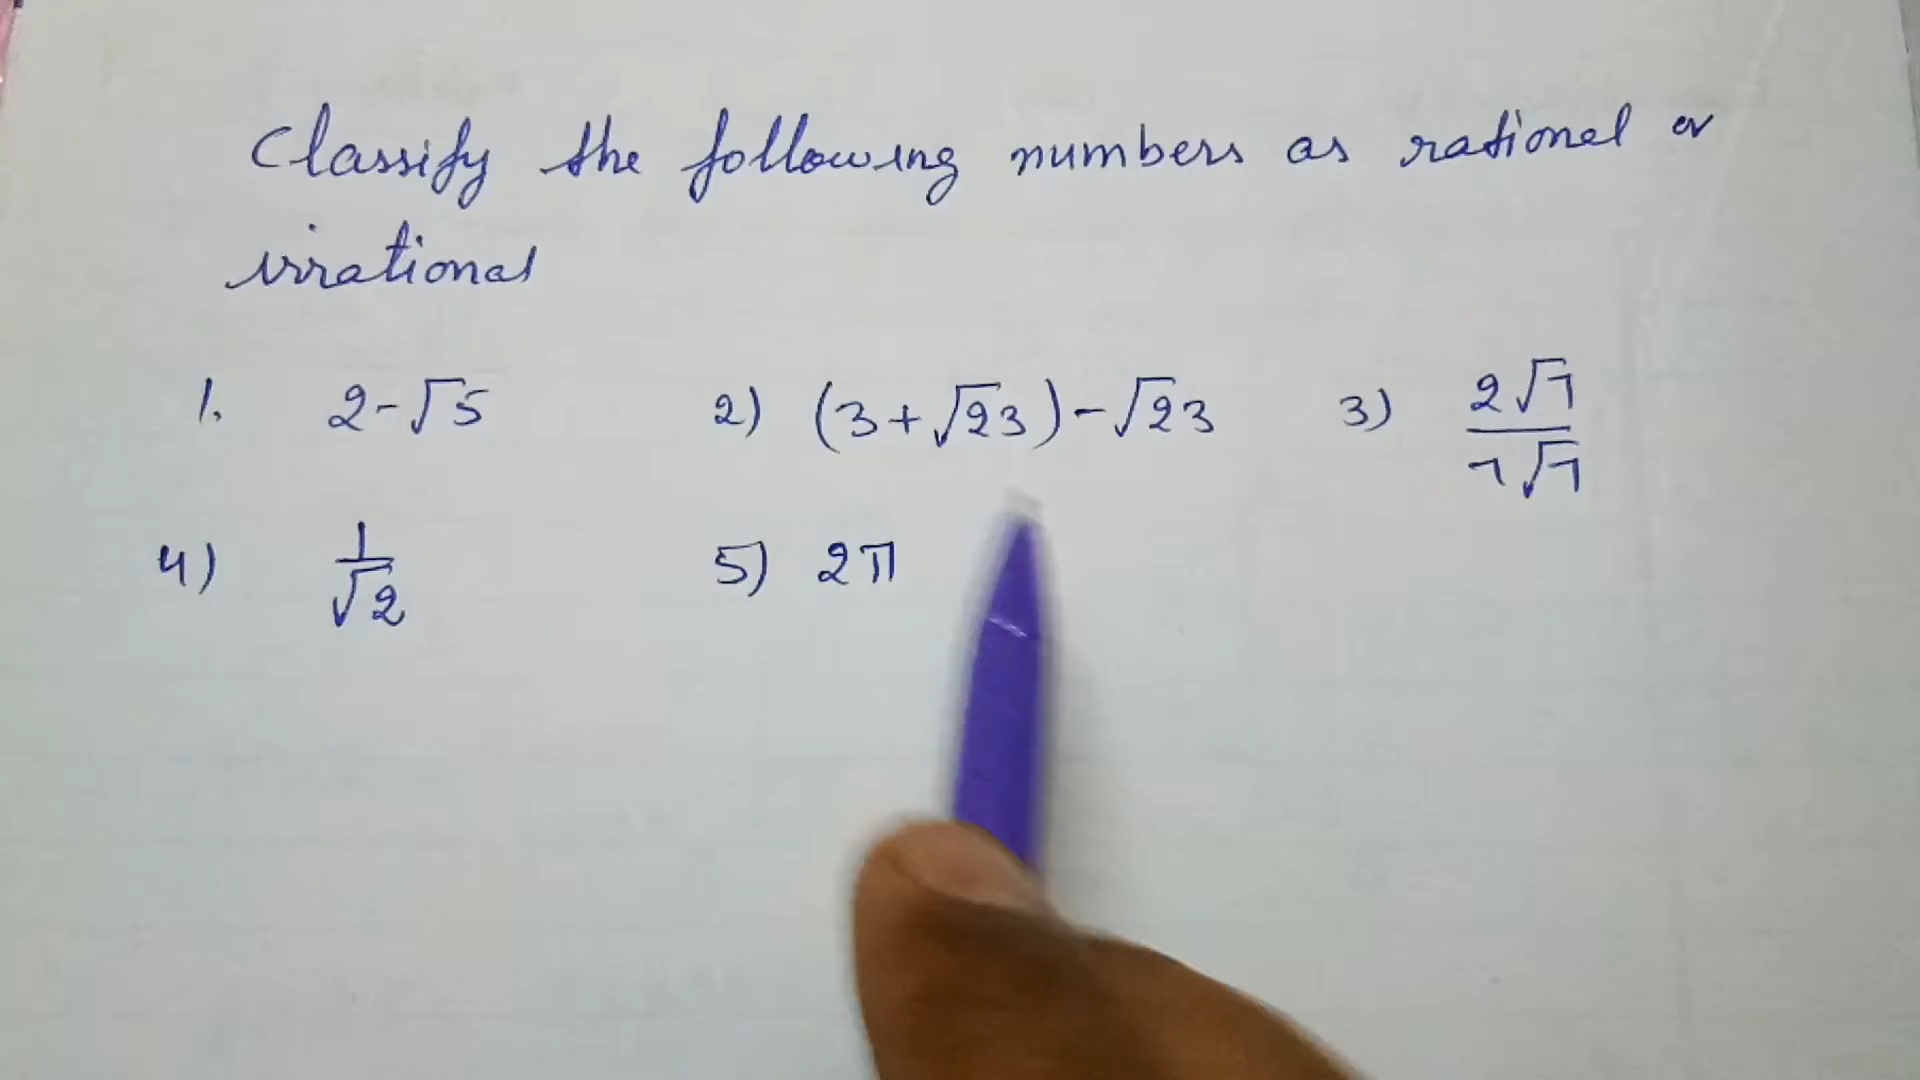 Classify the following numbers as rational or
irrational
1. 2-√5 2) (3+√23)-√23 3) 2√7/7√7
4) 1/√2 5) 2π